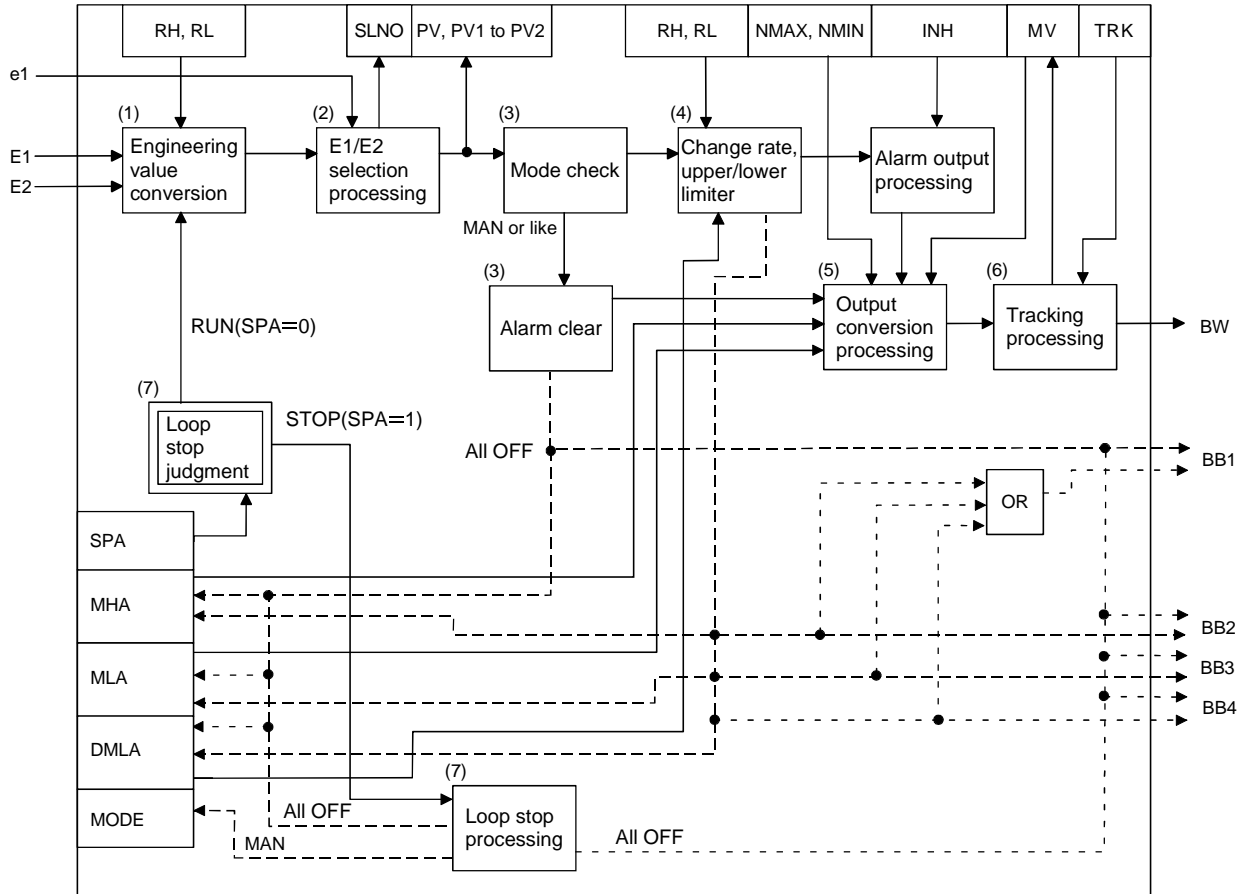 RH, RL
SLNO
PV, PV1 to PV2
RH, RL
NMAX, NMIN
INH
MV
TRK
e1
(1)
(2)
(3)
(4)
E1
E2
Engineering
value
conversion
E1/E2
selection
processing
Mode check
Change rate,
upper/lower
limiter
Alarm output
processing
MAN or like
(3)
(5)
(6)
Alarm clear
Output
conversion
processing
Tracking
processing
BW
RUN(SPA=0)
(7)
Loop
stop
judgment
STOP(SPA=1)
All OFF
BB1
OR
SPA
MHA
BB2
MLA
BB3
BB4
DMLA
(7)
MODE
All OFF
MAN
Loop stop
processing
All OFF